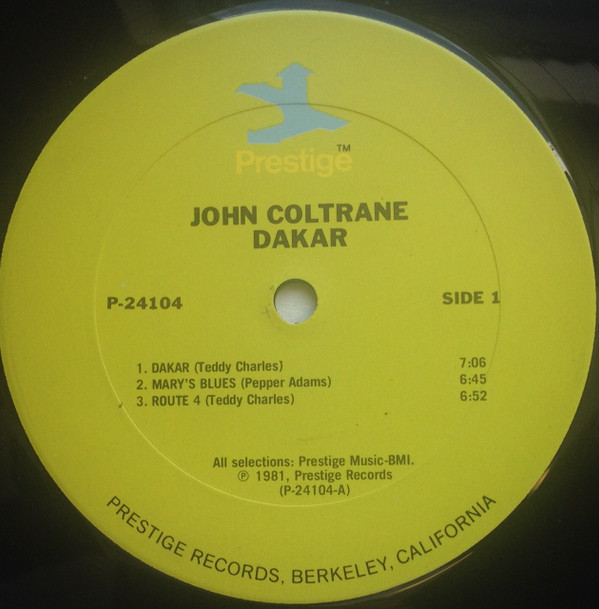 Prestige™
JOHN COLTRANE
DAKAR
P-24104 SIDE 1
1. DAKAR (Teddy Charles) 7:06
2. MARY'S BLUES (Pepper Adams) 6:45
3. ROUTE 4 (Teddy Charles) 6:52
All selections: Prestige Music-BMI.
℗ 1981, Prestige Records
(P-24104-A)
PRESTIGE RECORDS, BERKELEY, CALIFORNIA